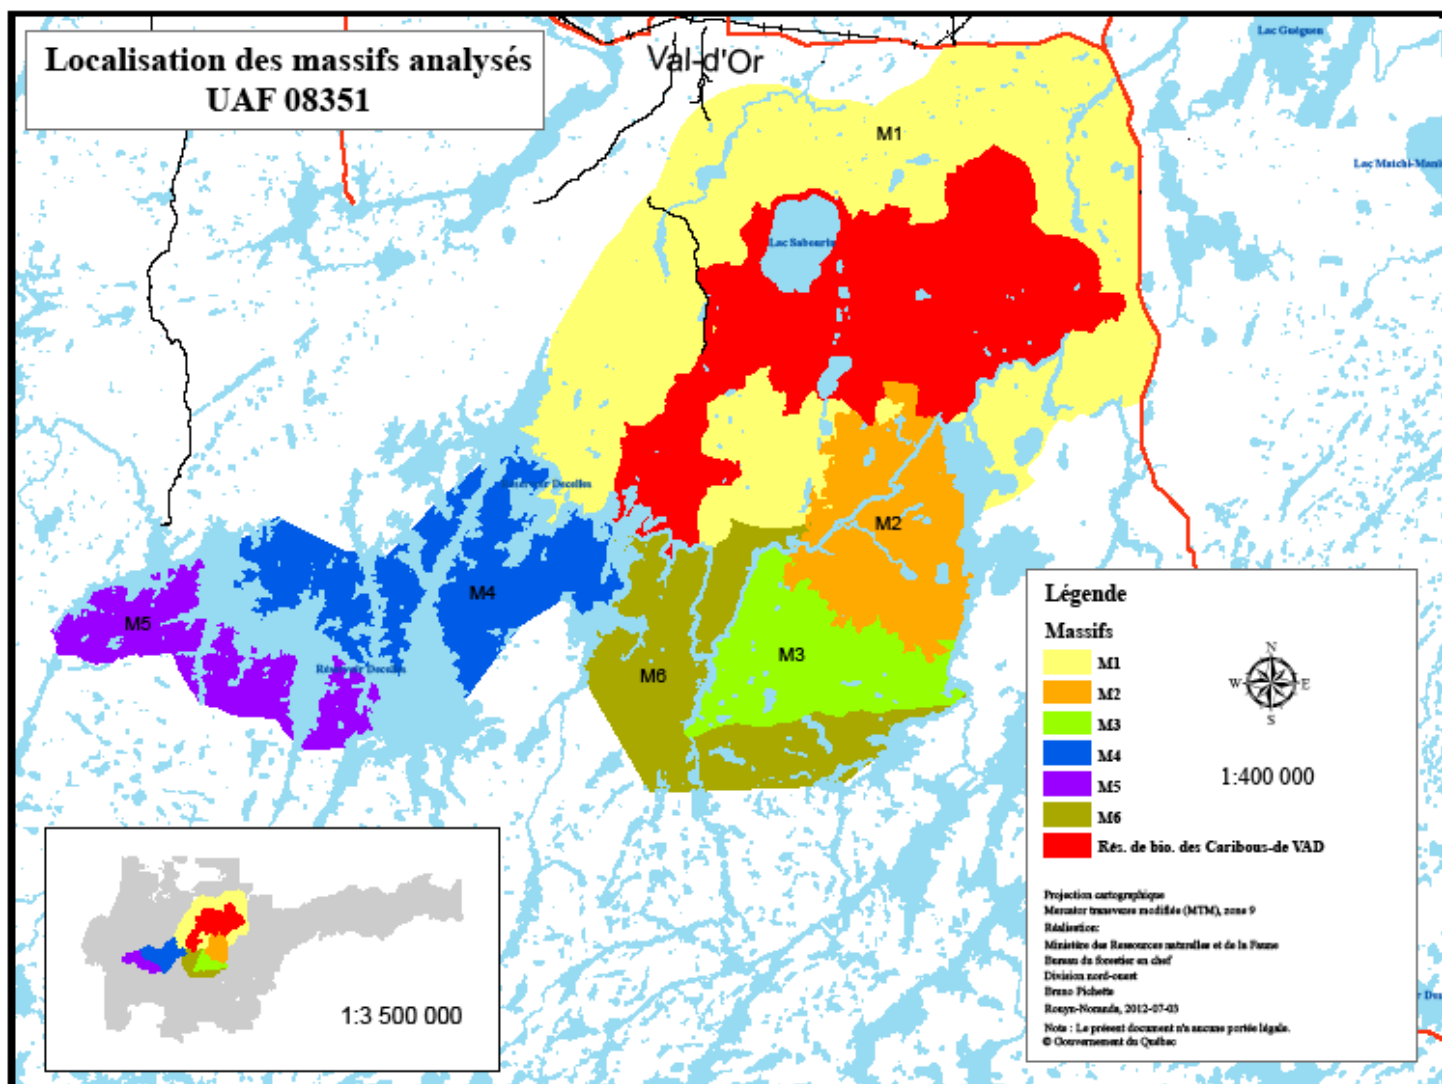 Localisation des massifs analysés
UAF 08351
Val-d'Or
Lac Guéguen
Lac Matchi-Mani
M1
Lac Sabourin
Réservoir Decelles
M2
M4
M5
M3
Réservoir Decelles
M6
Légende
Massifs
M1
M2
M3
M4
M5
M6
Rés. de bio. des Caribous-de VAD
N
W E
S
1:400 000
Projection cartographique
Mercator transverse modifiée (MTM), zone 9
Réalisation:
Ministère des Ressources naturelles et de la Faune
Bureau du forestier en chef
Division nord-ouest
Bruno Pichette
Rouyn-Noranda, 2012-07-03
Note : Le présent document n'a aucune portée légale.
© Gouvernement du Québec
1:3 500 000